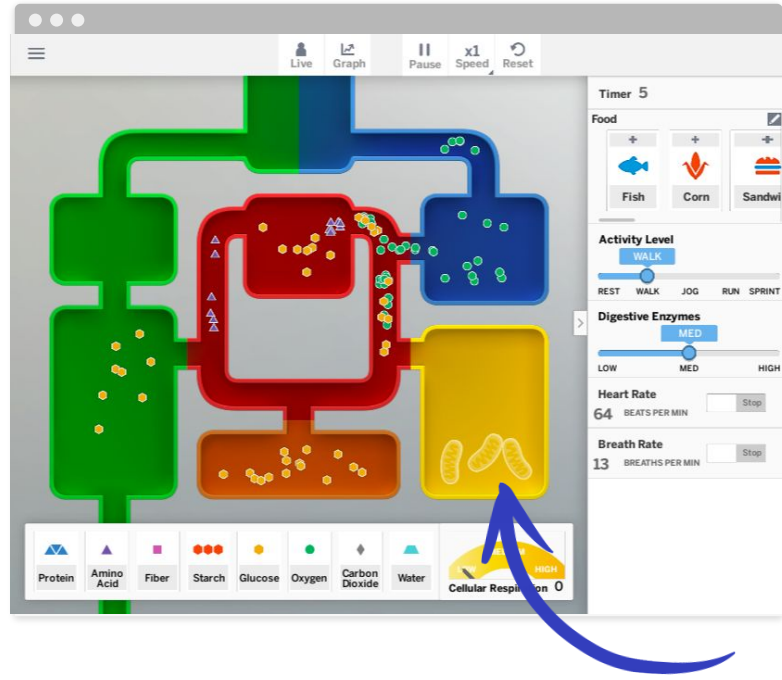 Live Graph Pause x1 Speed Reset
Timer 5
Food
Fish Corn Sandwi
Activity Level
WALK
REST WALK JOG RUN SPRINT
Digestive Enzymes
MED
LOW MED HIGH
Heart Rate
64 BEATS PER MIN Stop
Breath Rate
13 BREATHS PER MIN Stop
Protein Amino Acid Fiber Starch Glucose Oxygen Carbon Dioxide Water
HIGH
Cellular 0